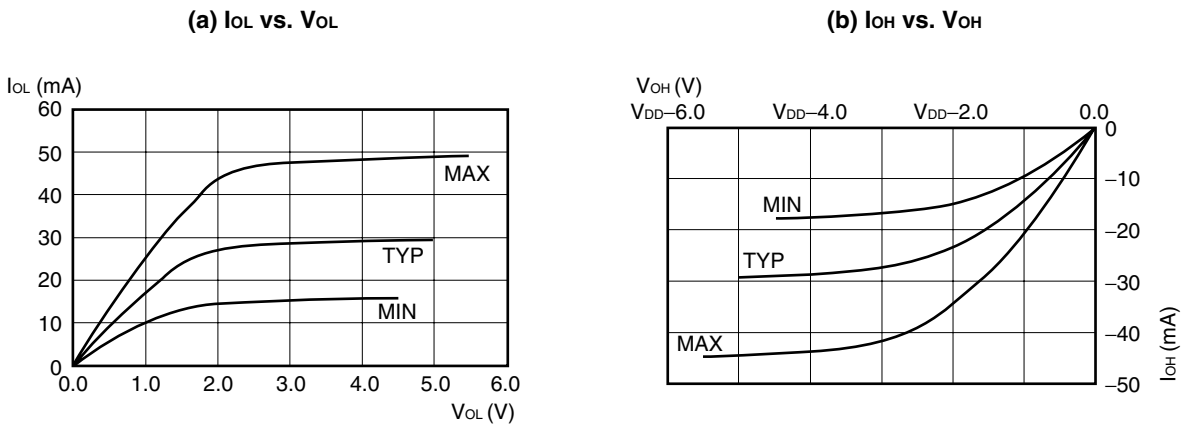 (a) IOL vs. VOL
IOL (mA)
60
50
40
30
20
10
0
MAX
TYP
MIN
0.0 1.0 2.0 3.0 4.0 5.0 6.0
VOL (V)
(b) IOH vs. VOH
VOH (V)
VDD–6.0 VDD–4.0 VDD–2.0 0.0
0
–10
–20
–30
–40
–50
MIN
TYP
MAX
IOH (mA)